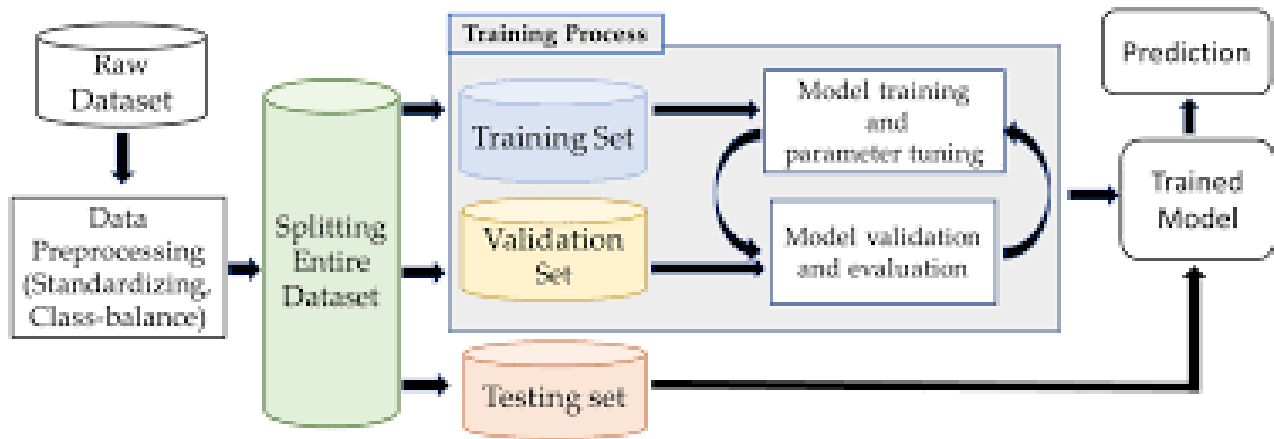 Raw
Dataset
Data
Preprocessing
(Standardizing,
Class-balance)
Splitting
Entire
Dataset
Training Process
Training Set
Validation
Set
Testing set
Model training
and
parameter tuning
Model validation
and evaluation
Trained
Model
Prediction